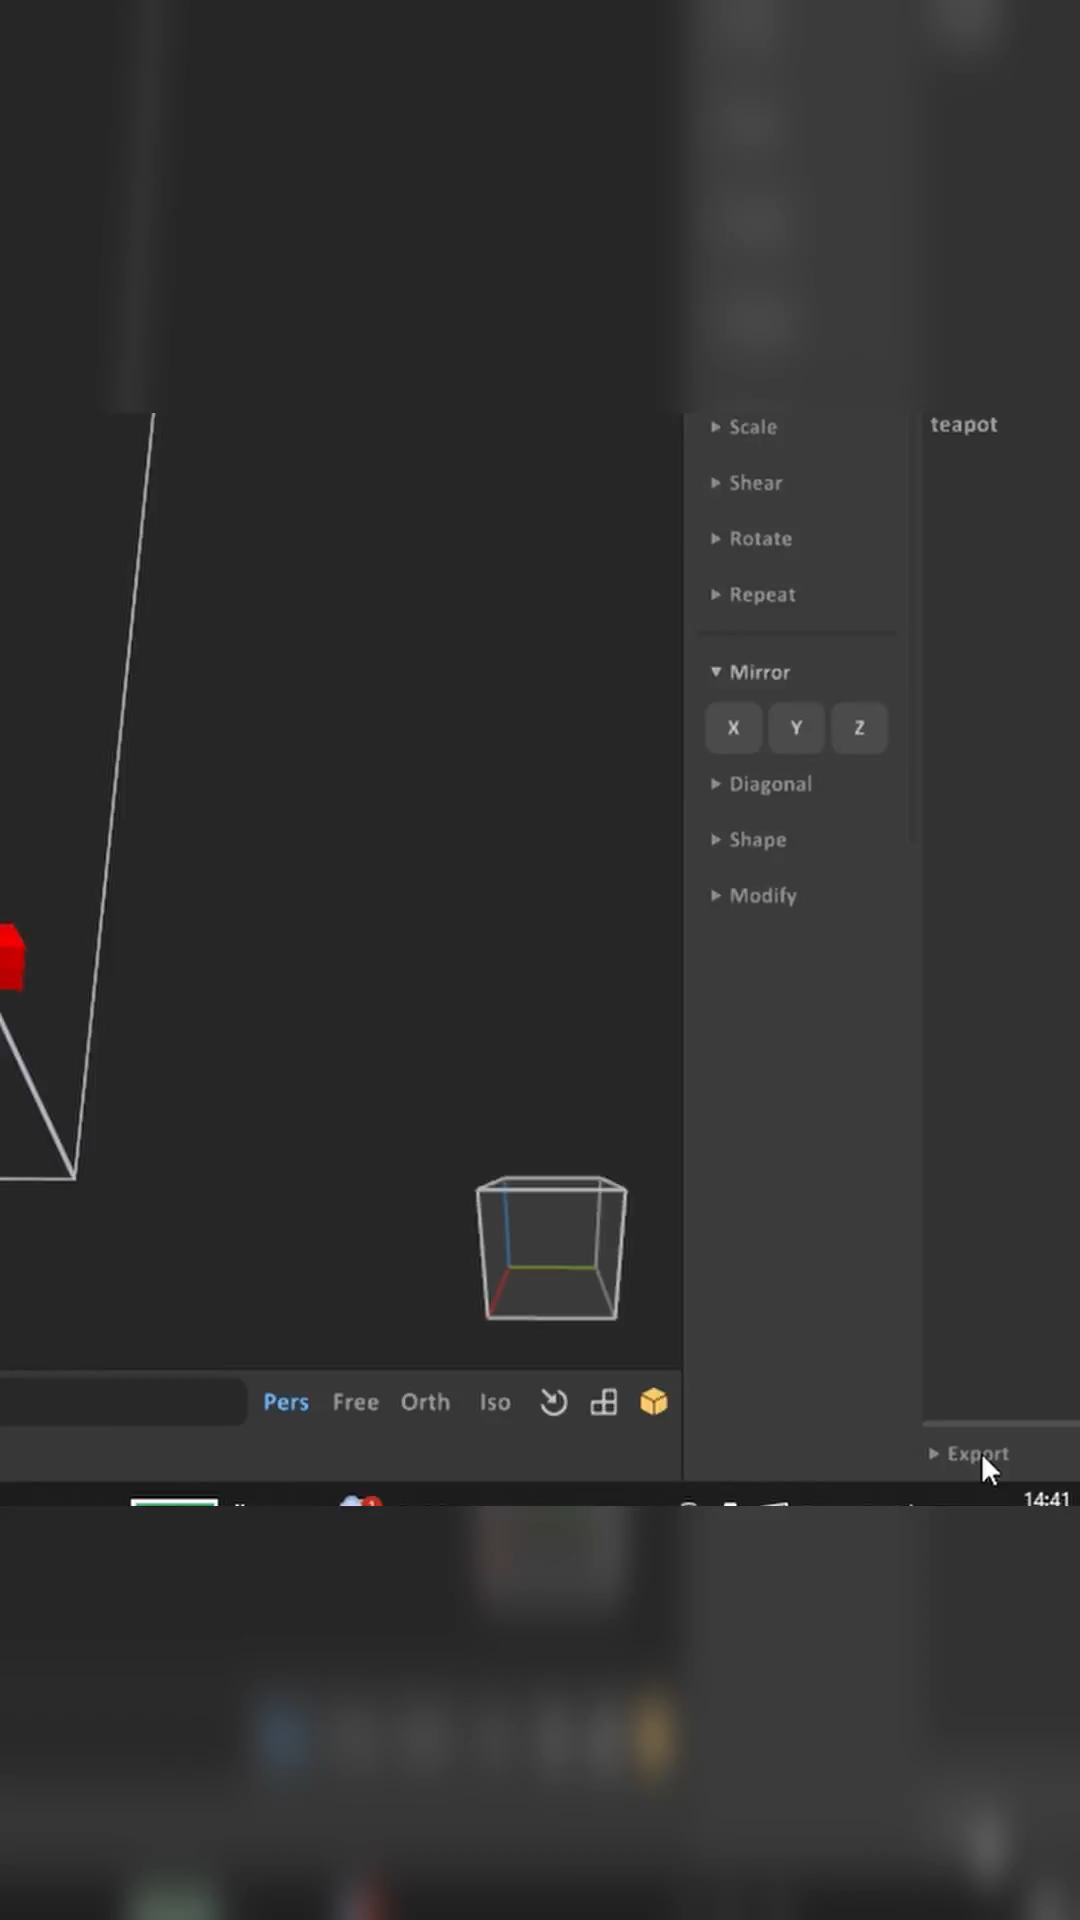 Scale
teapot
Shear
Rotate
Repeat
Mirror
X Y Z
Diagonal
Shape
Modify
Pers Free Orth Iso
Export
14:41